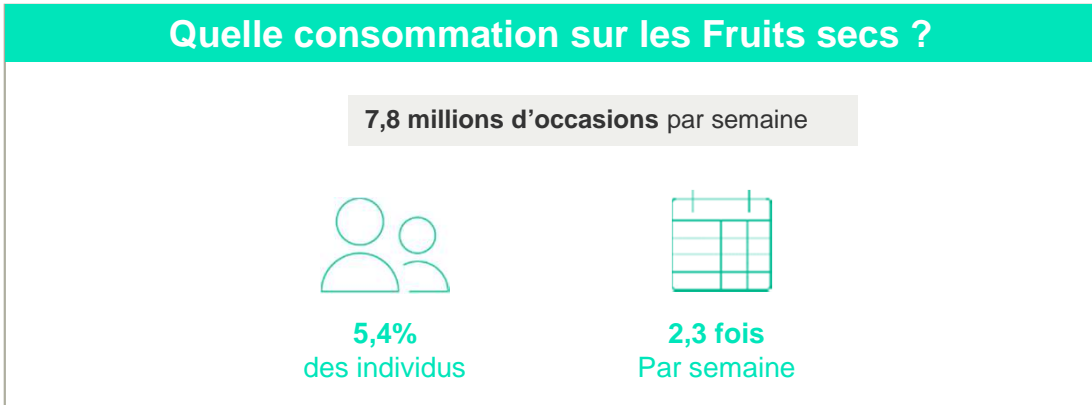 Quelle consommation sur les Fruits secs ?
7,8 millions d’occasions par semaine
5,4%
des individus
2,3 fois
Par semaine